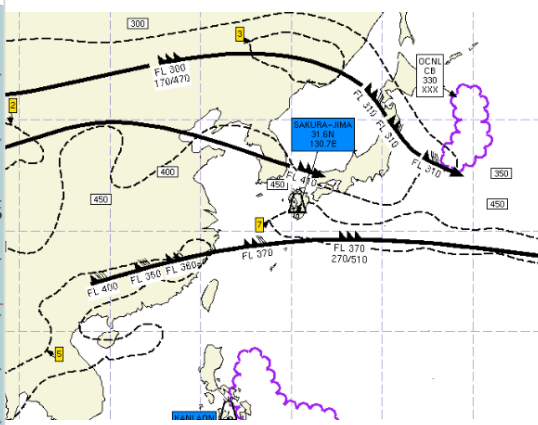 300
3
FL 300
170/470
OCNL
CB
330
XXX
2
FL 310
FL 310
SAKURA-JIMA
31.6N
130.7E
FL 310
400
FL 410
350
450
450
450
7
FL 370
FL 370
270/510
FL 360
FL 350
FL 400
5
KANLAON